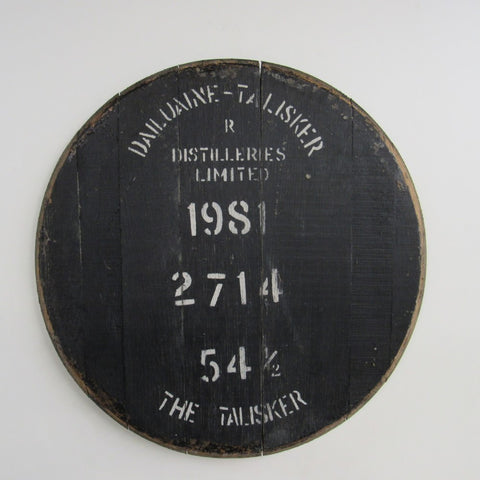 DAILUAINE-TALISKER
R
DISTILLERIES
LIMITED
1981
2714
54½
THE TALISKER